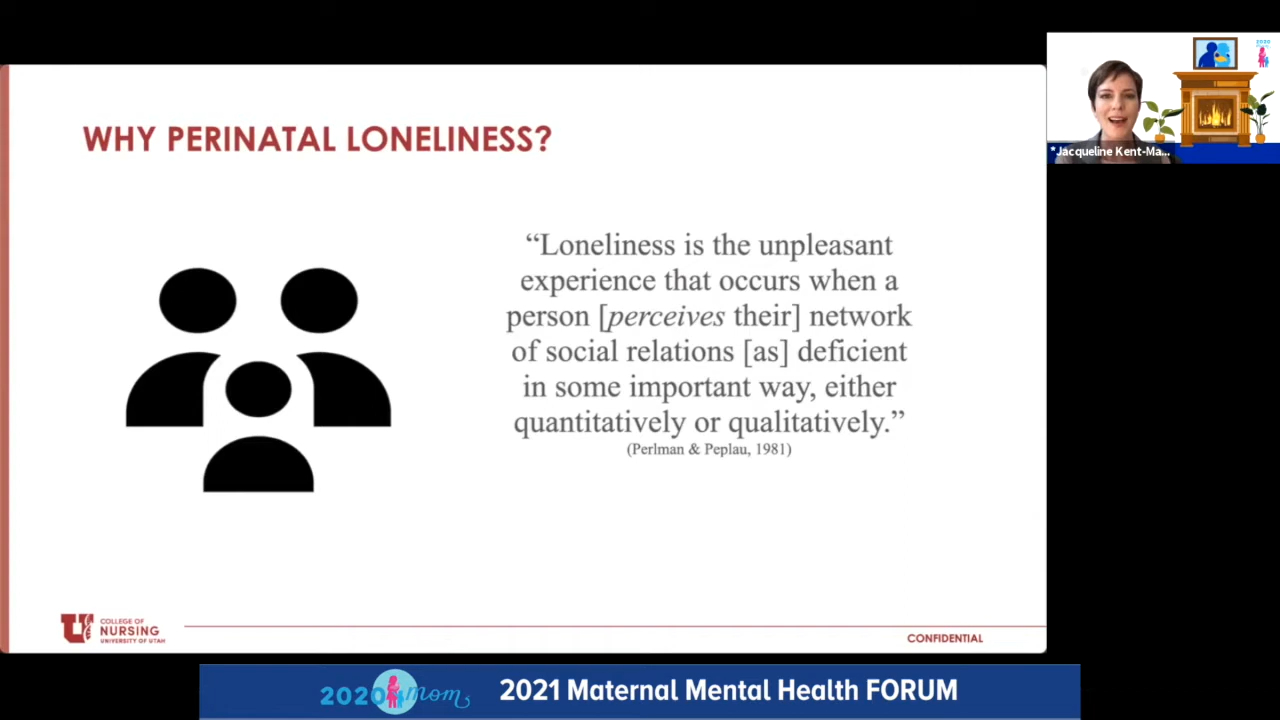 WHY PERINATAL LONELINESS?
“Loneliness is the unpleasant
experience that occurs when a
person [perceives their] network
of social relations [as] deficient
in some important way, either
quantitatively or qualitatively.”
(Perlman & Peplau, 1981)
*Jacqueline Kent-Ma...
2020
U
COLLEGE OF
NURSING
UNIVERSITY OF UTAH
CONFIDENTIAL
2020 mom
2021 Maternal Mental Health FORUM